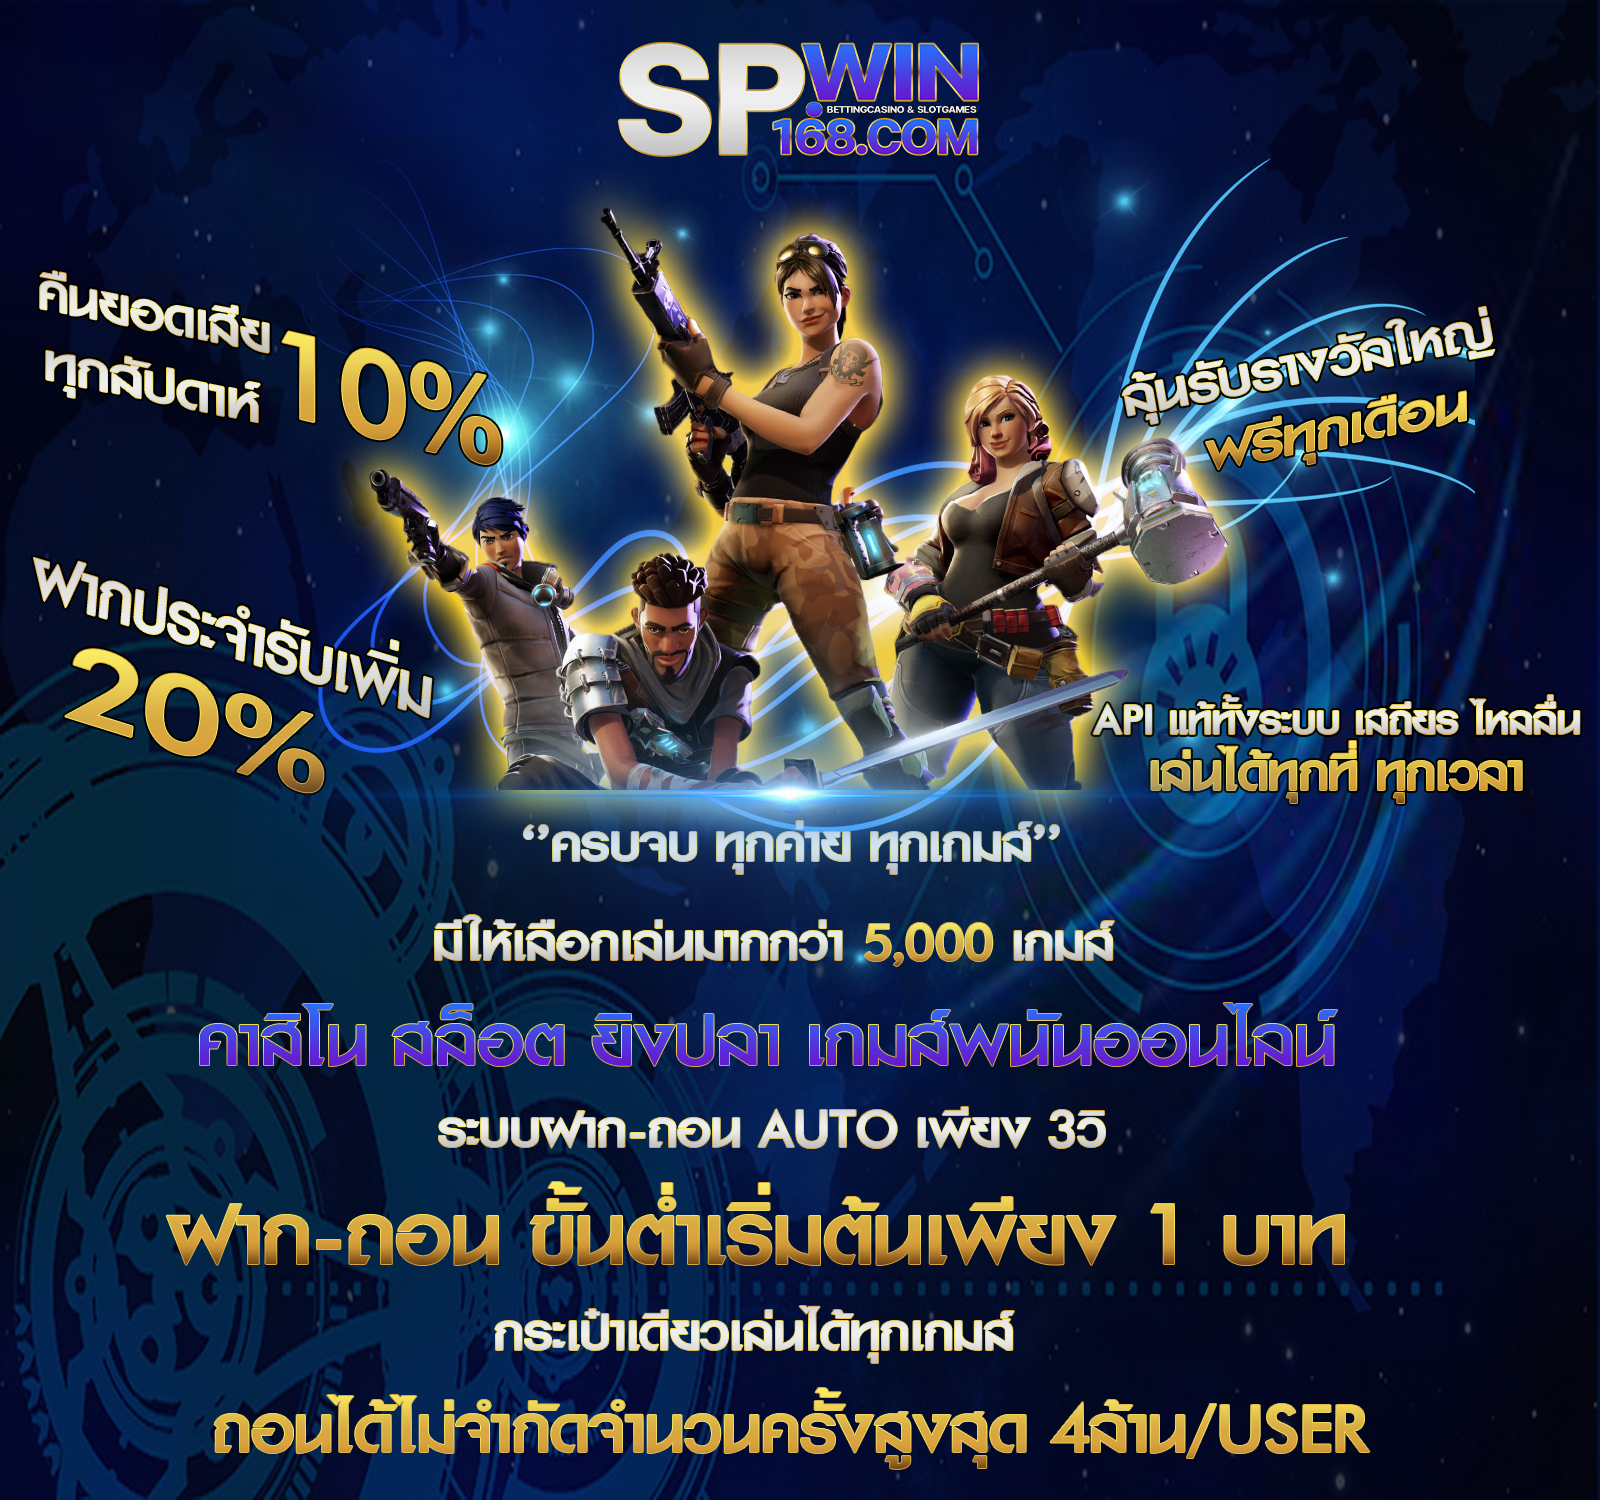 SPWIN
BETTINGCASINO & SLOTGAMES
168.COM
คืนยอดเสีย
ทุกสัปดาห์
10%
ลุ้นรับรางวัลใหญ่
ฟรีทุกเดือน
ฝากประจำรับเพิ่ม
20%
API แท้ทั้งระบบ เสถียร ไหลลื่น
เล่นได้ทุกที่ ทุกเวลา
‘’ครบจบ ทุกค่าย ทุกเกมส์’’
มีให้เลือกเล่นมากกว่า 5,000 เกมส์
คาสิโน สล็อต ยิงปลา เกมส์พนันออนไลน์
ระบบฝาก-ถอน AUTO เพียง 3วิ
ฝาก-ถอน ขั้นต่ำเริ่มต้นเพียง 1 บาท
กระเป๋าเดียวเล่นได้ทุกเกมส์
ถอนได้ไม่จำกัดจำนวนครั้งสูงสุด 4ล้าน/USER